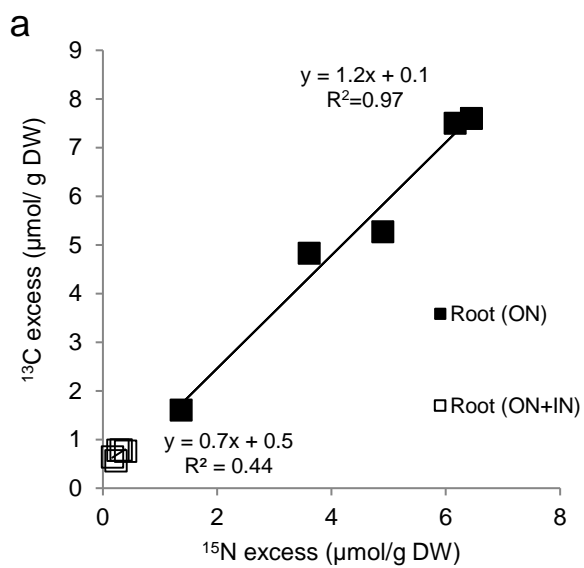 a
y = 1.2x + 0.1
R²=0.97
9
8
7
6
5
4
3
2
1
0
¹³C excess (µmol/ g DW)
Root (ON)
Root (ON+IN)
y = 0.7x + 0.5
R² = 0.44
0 2 4 6 8
¹⁵N excess (µmol/g DW)